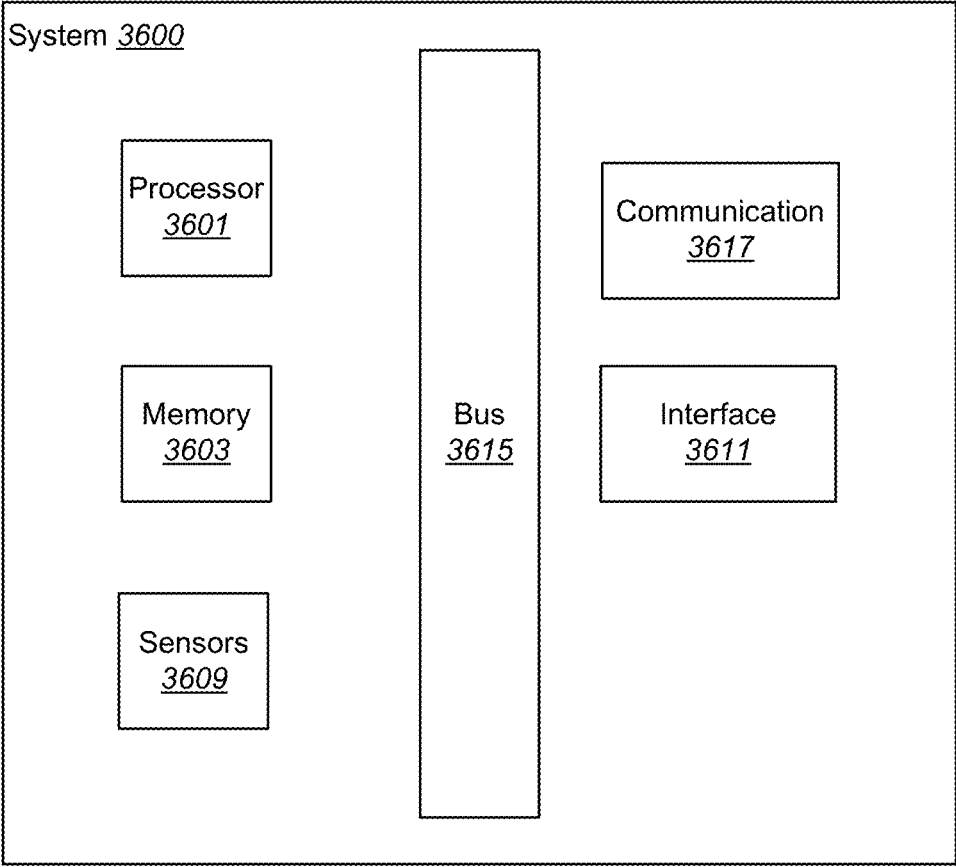 System 3600
Processor
3601
Communication
3617
Memory
3603
Bus
3615
Interface
3611
Sensors
3609